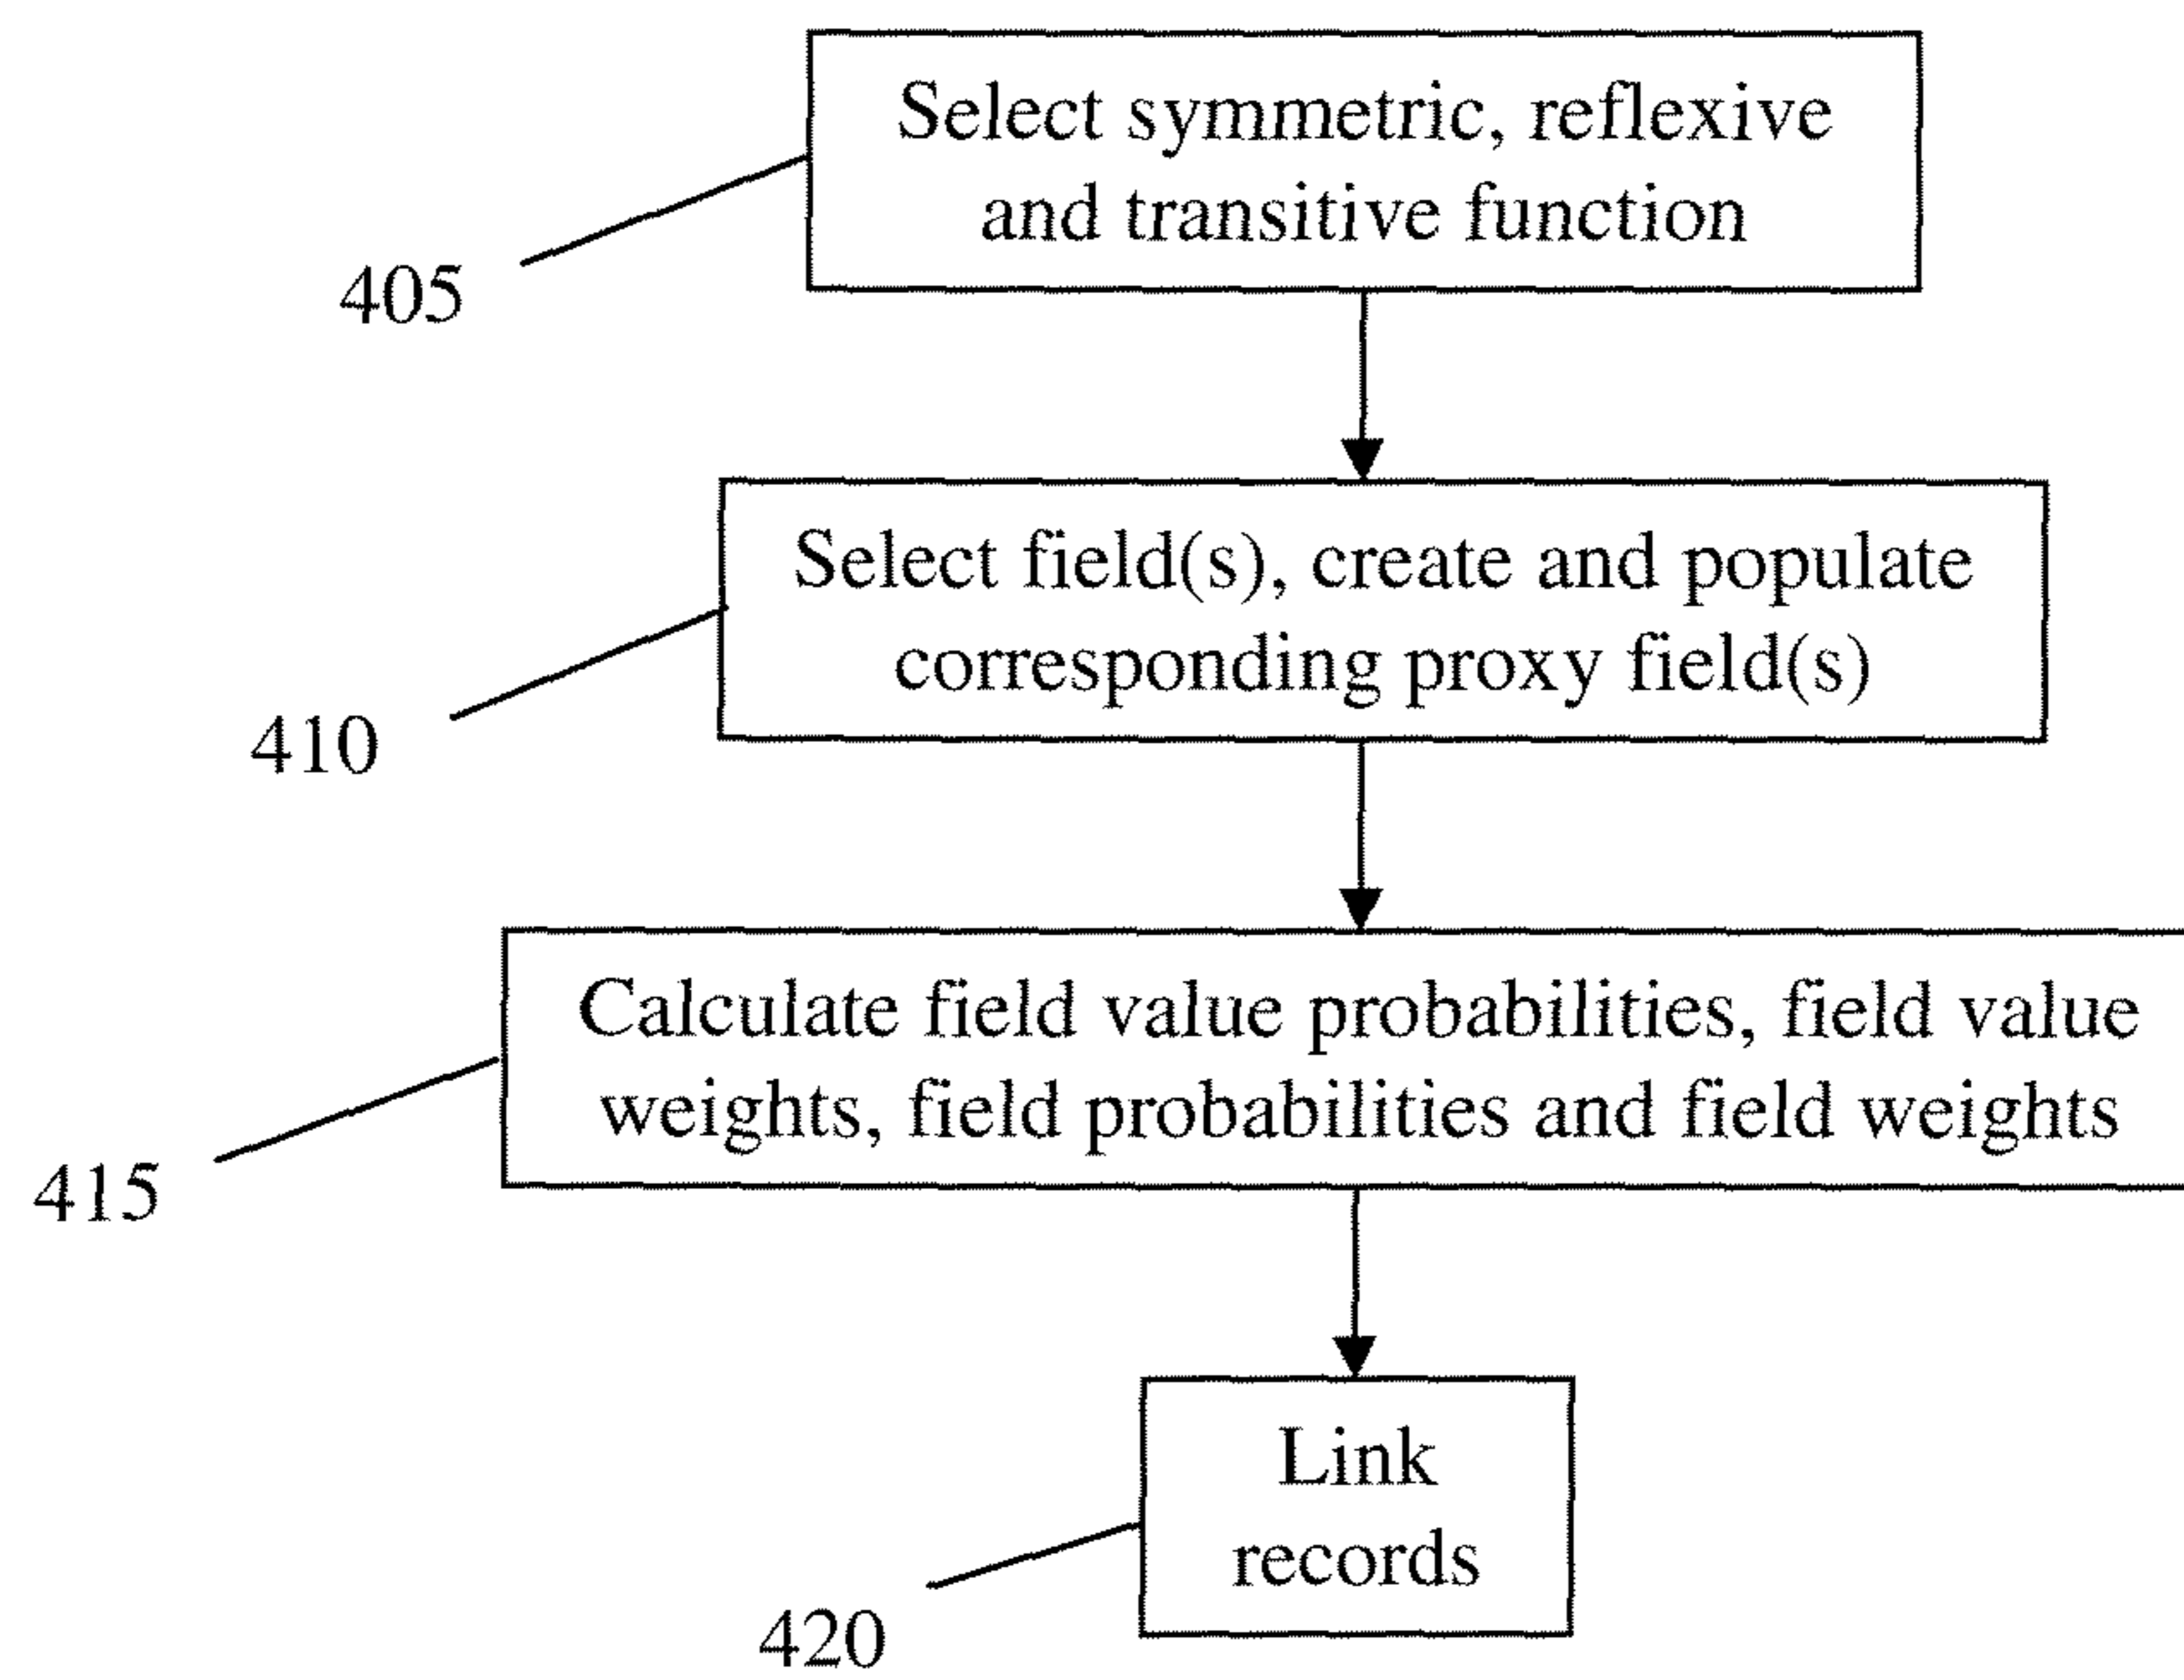 Select symmetric, reflexive
and transitive function
405
Select field(s), create and populate
corresponding proxy field(s)
410
Calculate field value probabilities, field value
weights, field probabilities and field weights
415
Link
records
420